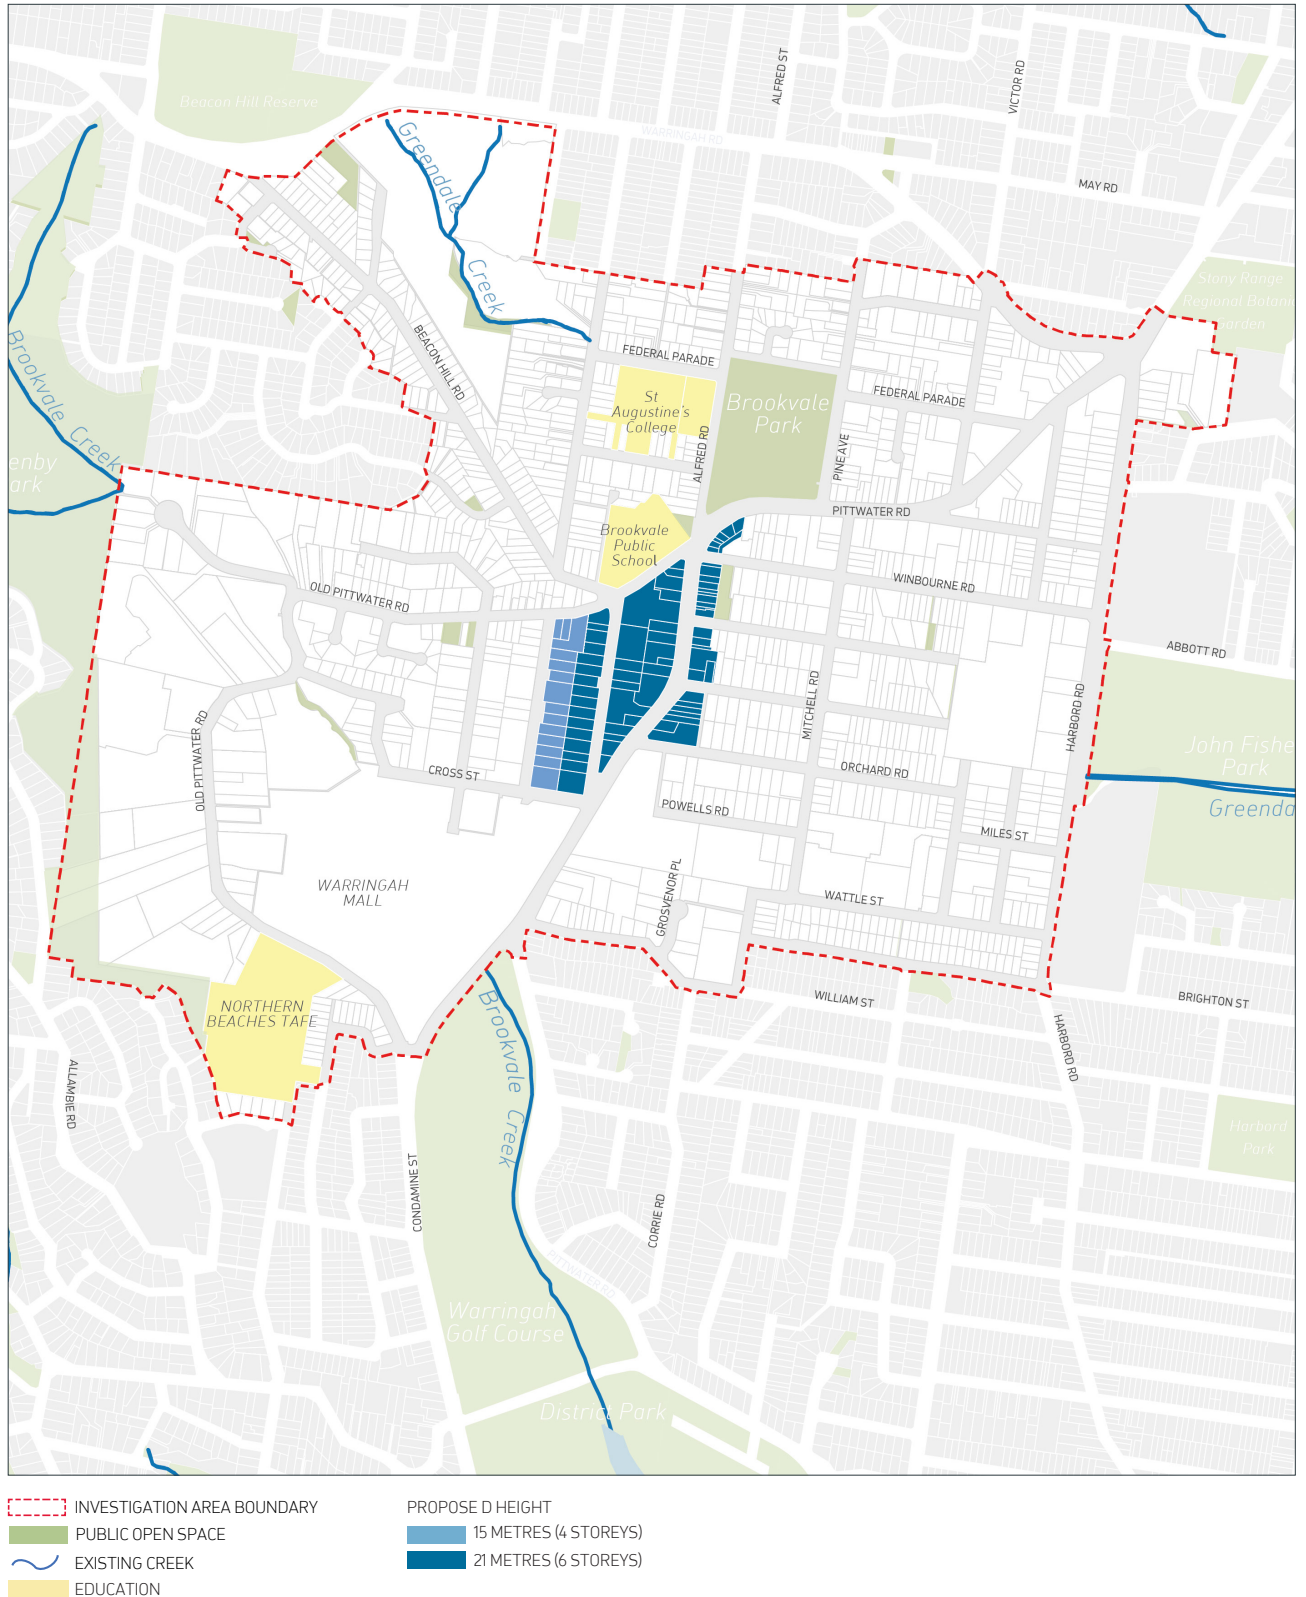 Beacon Hill Reserve
ALFRED ST
VICTOR RD
WARRINGAH RD
MAY RD
Greendale
Creek
Stony Range
Regional Botanic
Garden
Brookvale
Creek
BEACON HILL RD
FEDERAL PARADE
St
Augustine's
College
Brookvale
Park
FEDERAL PARADE
ALFRED RD
PINE AVE
enby
ark
PITTWATER RD
Brookvale
Public
School
WINBOURNE RD
OLD PITTWATER RD
ABBOTT RD
MITCHELL RD
HARBORD RD
OLD PITTWATER RD
John Fishe
Park
Greenda
CROSS ST
ORCHARD RD
POWELLS RD
MILES ST
WARRINGAH
MALL
GROSVENOR PL
WATTLE ST
NORTHERN
BEACHES TAFE
Brookvale
Creek
WILLIAM ST
BRIGHTON ST
HARBORD RD
ALLAMBIE RD
Harbord
Park
CONDAMINE ST
CORRIE RD
PITTWATER RD
Warringah
Golf Course
District Park
INVESTIGATION AREA BOUNDARY
PUBLIC OPEN SPACE
EXISTING CREEK
EDUCATION
PROPOSE D HEIGHT
15 METRES (4 STOREYS)
21 METRES (6 STOREYS)